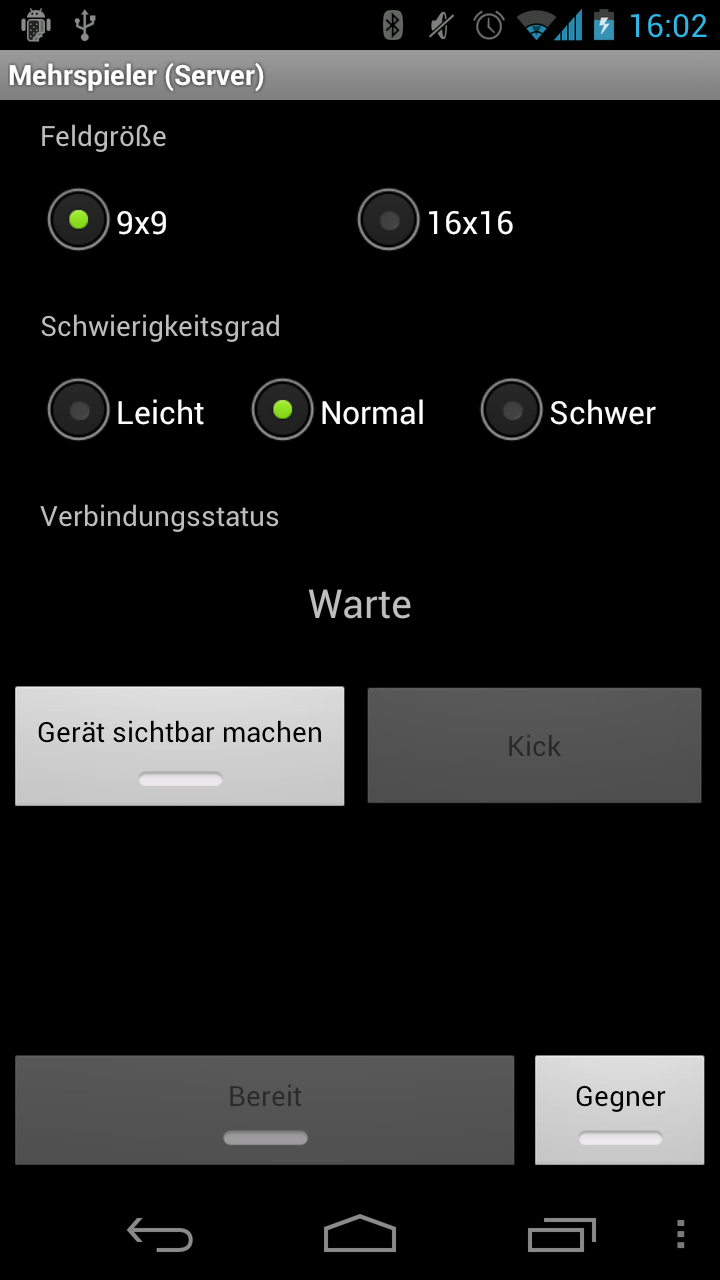 16:02
Mehrspieler (Server)
Feldgröße
9x9 16x16
Schwierigkeitsgrad
Leicht Normal Schwer
Verbindungsstatus
Warte
Gerät sichtbar machen Kick
Bereit Gegner